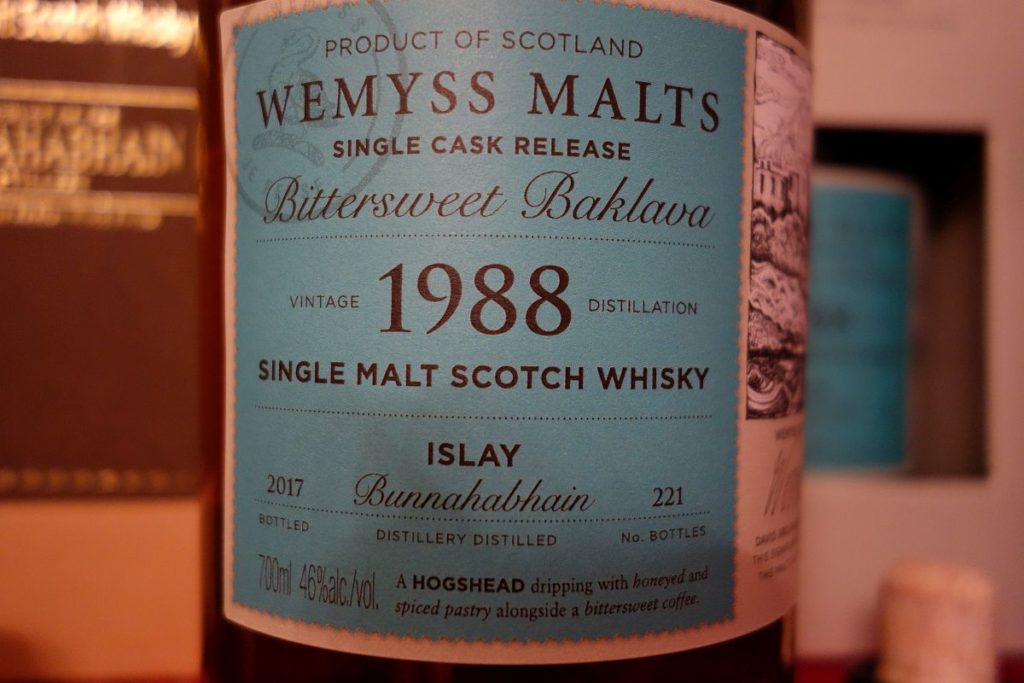 PRODUCT OF SCOTLAND
WEMYSS MALTS
SINGLE CASK RELEASE
Bittersweet Baklava
VINTAGE 1988 DISTILLATION
SINGLE MALT SCOTCH WHISKY
ISLAY
2017 Bunnahabhain 221
BOTTLED DISTILLERY DISTILLED No. BOTTLES
700ml 46%alc./vol.
A HOGSHEAD dripping with honeyed and
spiced pastry alongside a bittersweet coffee.